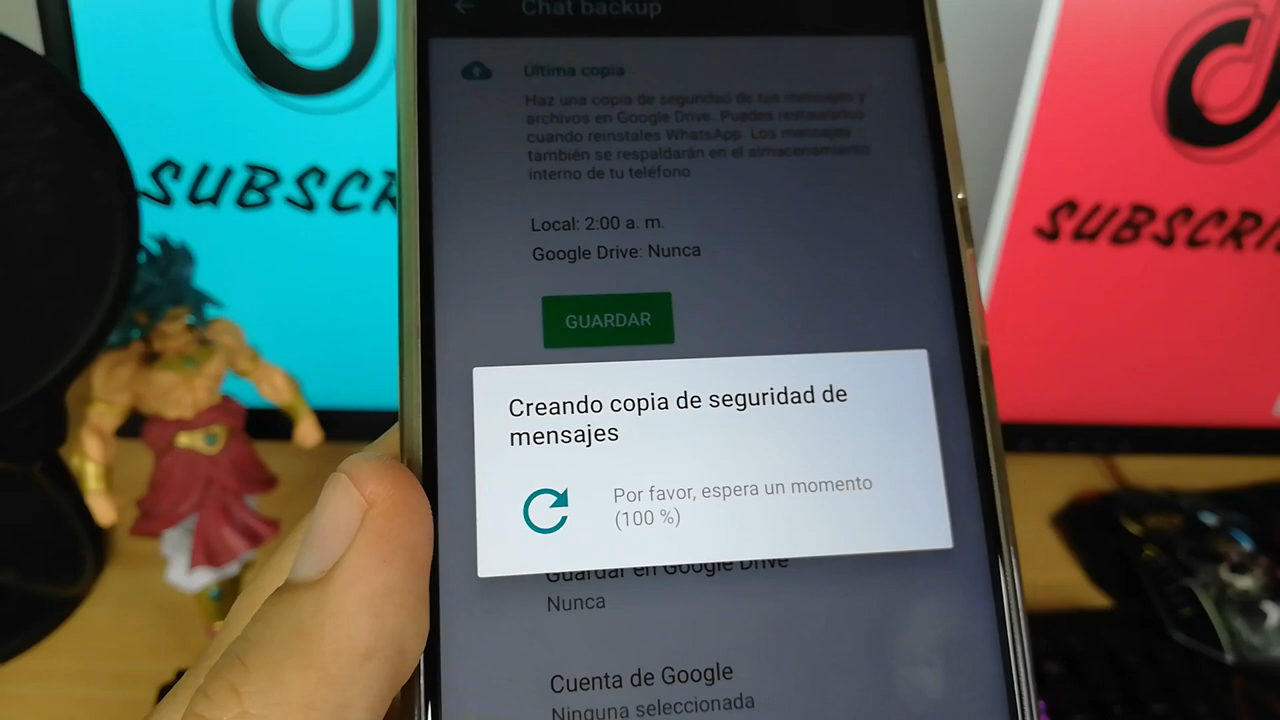 Chat backup
Última copia
Haz una copia de seguridad de tus mensajes y
archivos en Google Drive. Puedes restaurarlos
cuando reinstales WhatsApp. Los mensajes
también se respaldarán en el almacenamiento
interno de tu teléfono
Local: 2:00 a. m.
Google Drive: Nunca
GUARDAR
Creando copia de seguridad de
mensajes
Por favor, espera un momento
(100 %)
Guardar en Google Drive
Nunca
Cuenta de Google
Ninguna seleccionada
SUBSCR
SUBSCRI